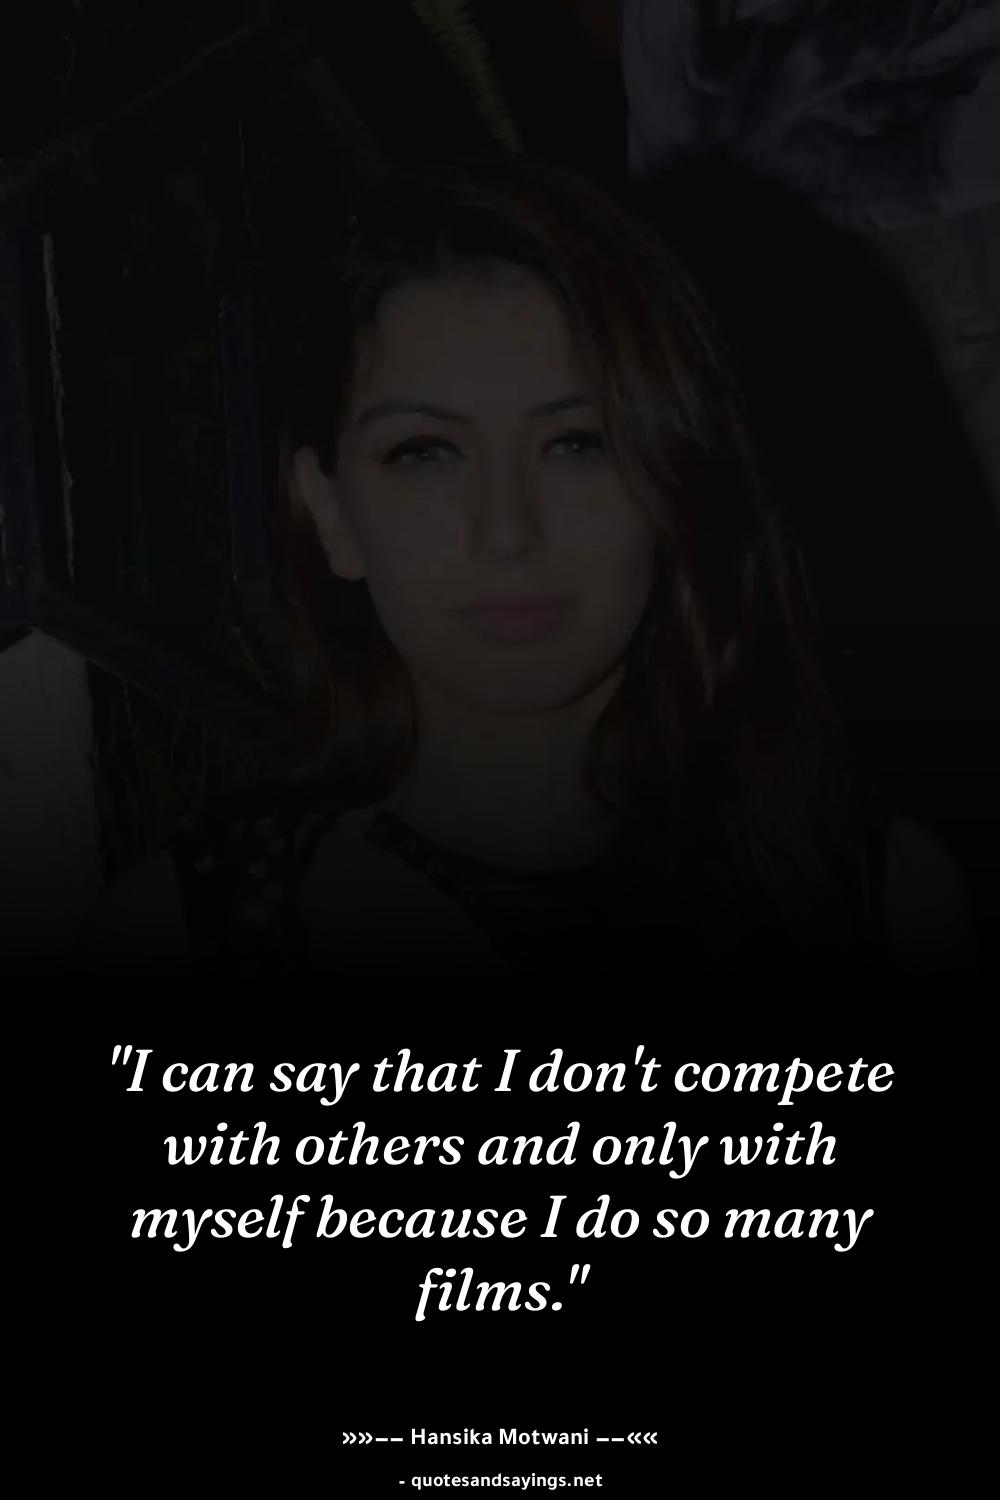 "I can say that I don't compete
with others and only with
myself because I do so many
films."
»»–– Hansika Motwani ––««
- quotesandsayings.net